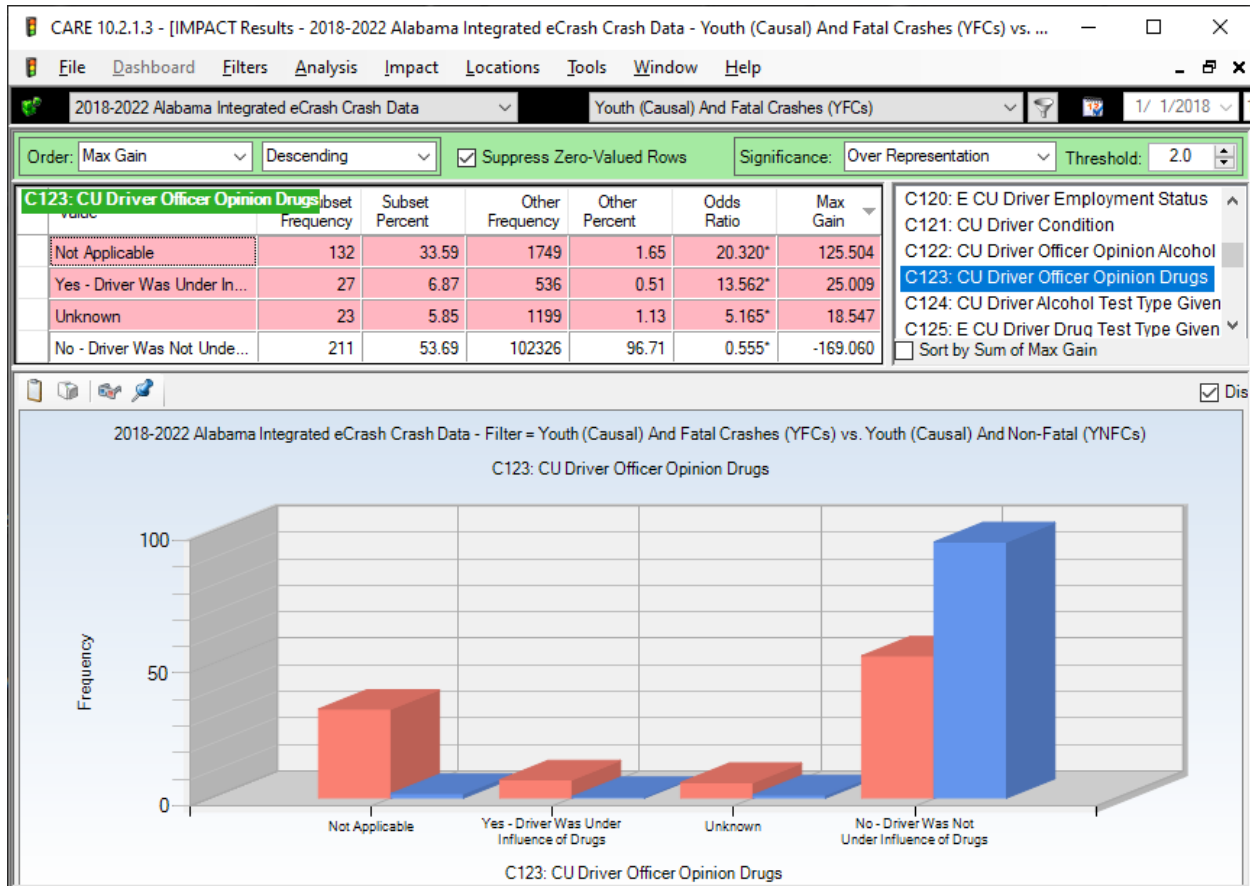 CARE 10.2.1.3 - [IMPACT Results - 2018-2022 Alabama Integrated eCrash Crash Data - Youth (Causal) And Fatal Crashes (YFCs) vs. ...
File Dashboard Filters Analysis Impact Locations Tools Window Help
2018-2022 Alabama Integrated eCrash Crash Data Youth (Causal) And Fatal Crashes (YFCs) 1/ 1/2018
Order: Max Gain Descending Suppress Zero-Valued Rows Significance: Over Representation Threshold: 2.0
C123: CU Driver Officer Opinion Drugs
Subset Frequency Subset Percent Other Frequency Other Percent Odds Ratio Max Gain
Not Applicable 132 33.59 1749 1.65 20.320* 125.504
Yes - Driver Was Under In... 27 6.87 536 0.51 13.562* 25.009
Unknown 23 5.85 1199 1.13 5.165* 18.547
No - Driver Was Not Unde... 211 53.69 102326 96.71 0.555* -169.060
C120: E CU Driver Employment Status
C121: CU Driver Condition
C122: CU Driver Officer Opinion Alcohol
C123: CU Driver Officer Opinion Drugs
C124: CU Driver Alcohol Test Type Given
C125: E CU Driver Drug Test Type Given
Sort by Sum of Max Gain
Dis
2018-2022 Alabama Integrated eCrash Crash Data - Filter = Youth (Causal) And Fatal Crashes (YFCs) vs. Youth (Causal) And Non-Fatal (YNFCs)
C123: CU Driver Officer Opinion Drugs
100
50
0
Frequency
Not Applicable
Yes - Driver Was Under
Influence of Drugs
Unknown
No - Driver Was Not
Under Influence of Drugs
C123: CU Driver Officer Opinion Drugs